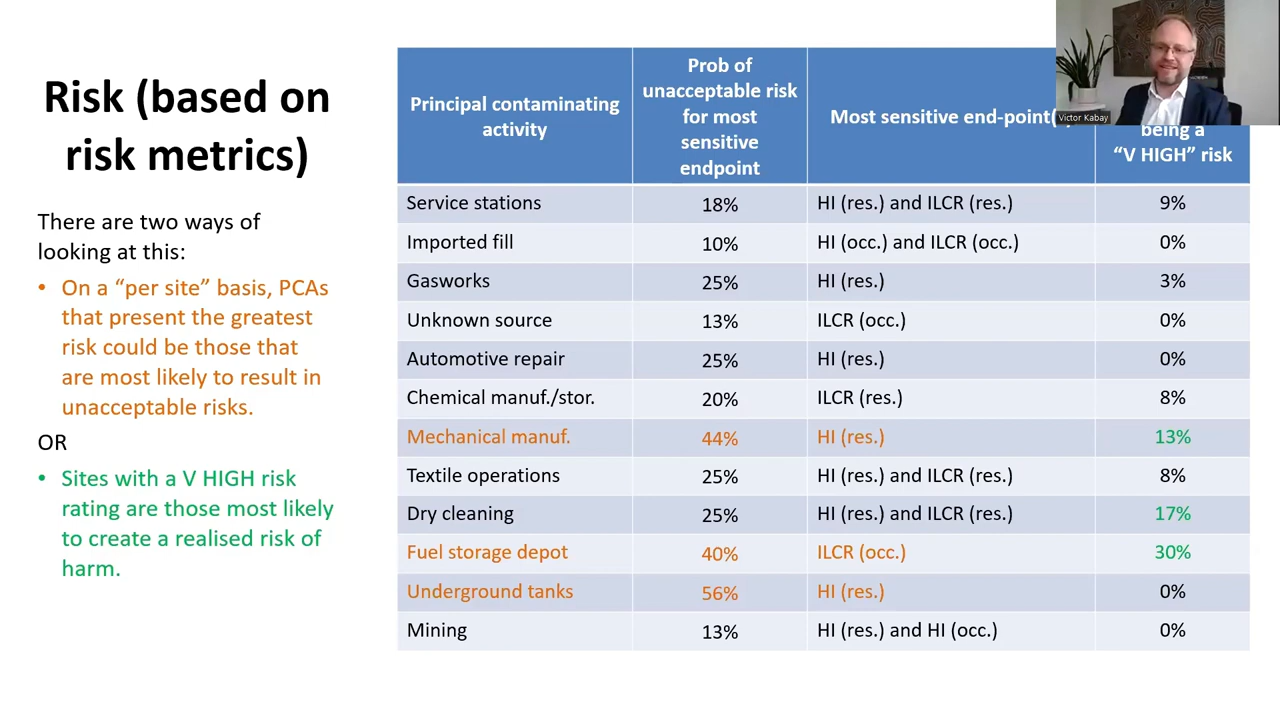 Risk (based on
risk metrics)
There are two ways of
looking at this:
• On a “per site” basis, PCAs
that present the greatest
risk could be those that
are most likely to result in
unacceptable risks.
OR
• Sites with a V HIGH risk
rating are those most likely
to create a realised risk of
harm.
Principal contaminating
activity
Prob of
unacceptable risk
for most
sensitive
endpoint
Most sensitive end-point(
being a
“V HIGH” risk
Service stations 18% HI (res.) and ILCR (res.) 9%
Imported fill 10% HI (occ.) and ILCR (occ.) 0%
Gasworks 25% HI (res.) 3%
Unknown source 13% ILCR (occ.) 0%
Automotive repair 25% HI (res.) 0%
Chemical manuf./stor. 20% ILCR (res.) 8%
Mechanical manuf. 44% HI (res.) 13%
Textile operations 25% HI (res.) and ILCR (res.) 8%
Dry cleaning 25% HI (res.) and ILCR (res.) 17%
Fuel storage depot 40% ILCR (occ.) 30%
Underground tanks 56% HI (res.) 0%
Mining 13% HI (res.) and HI (occ.) 0%
Victor Kabay